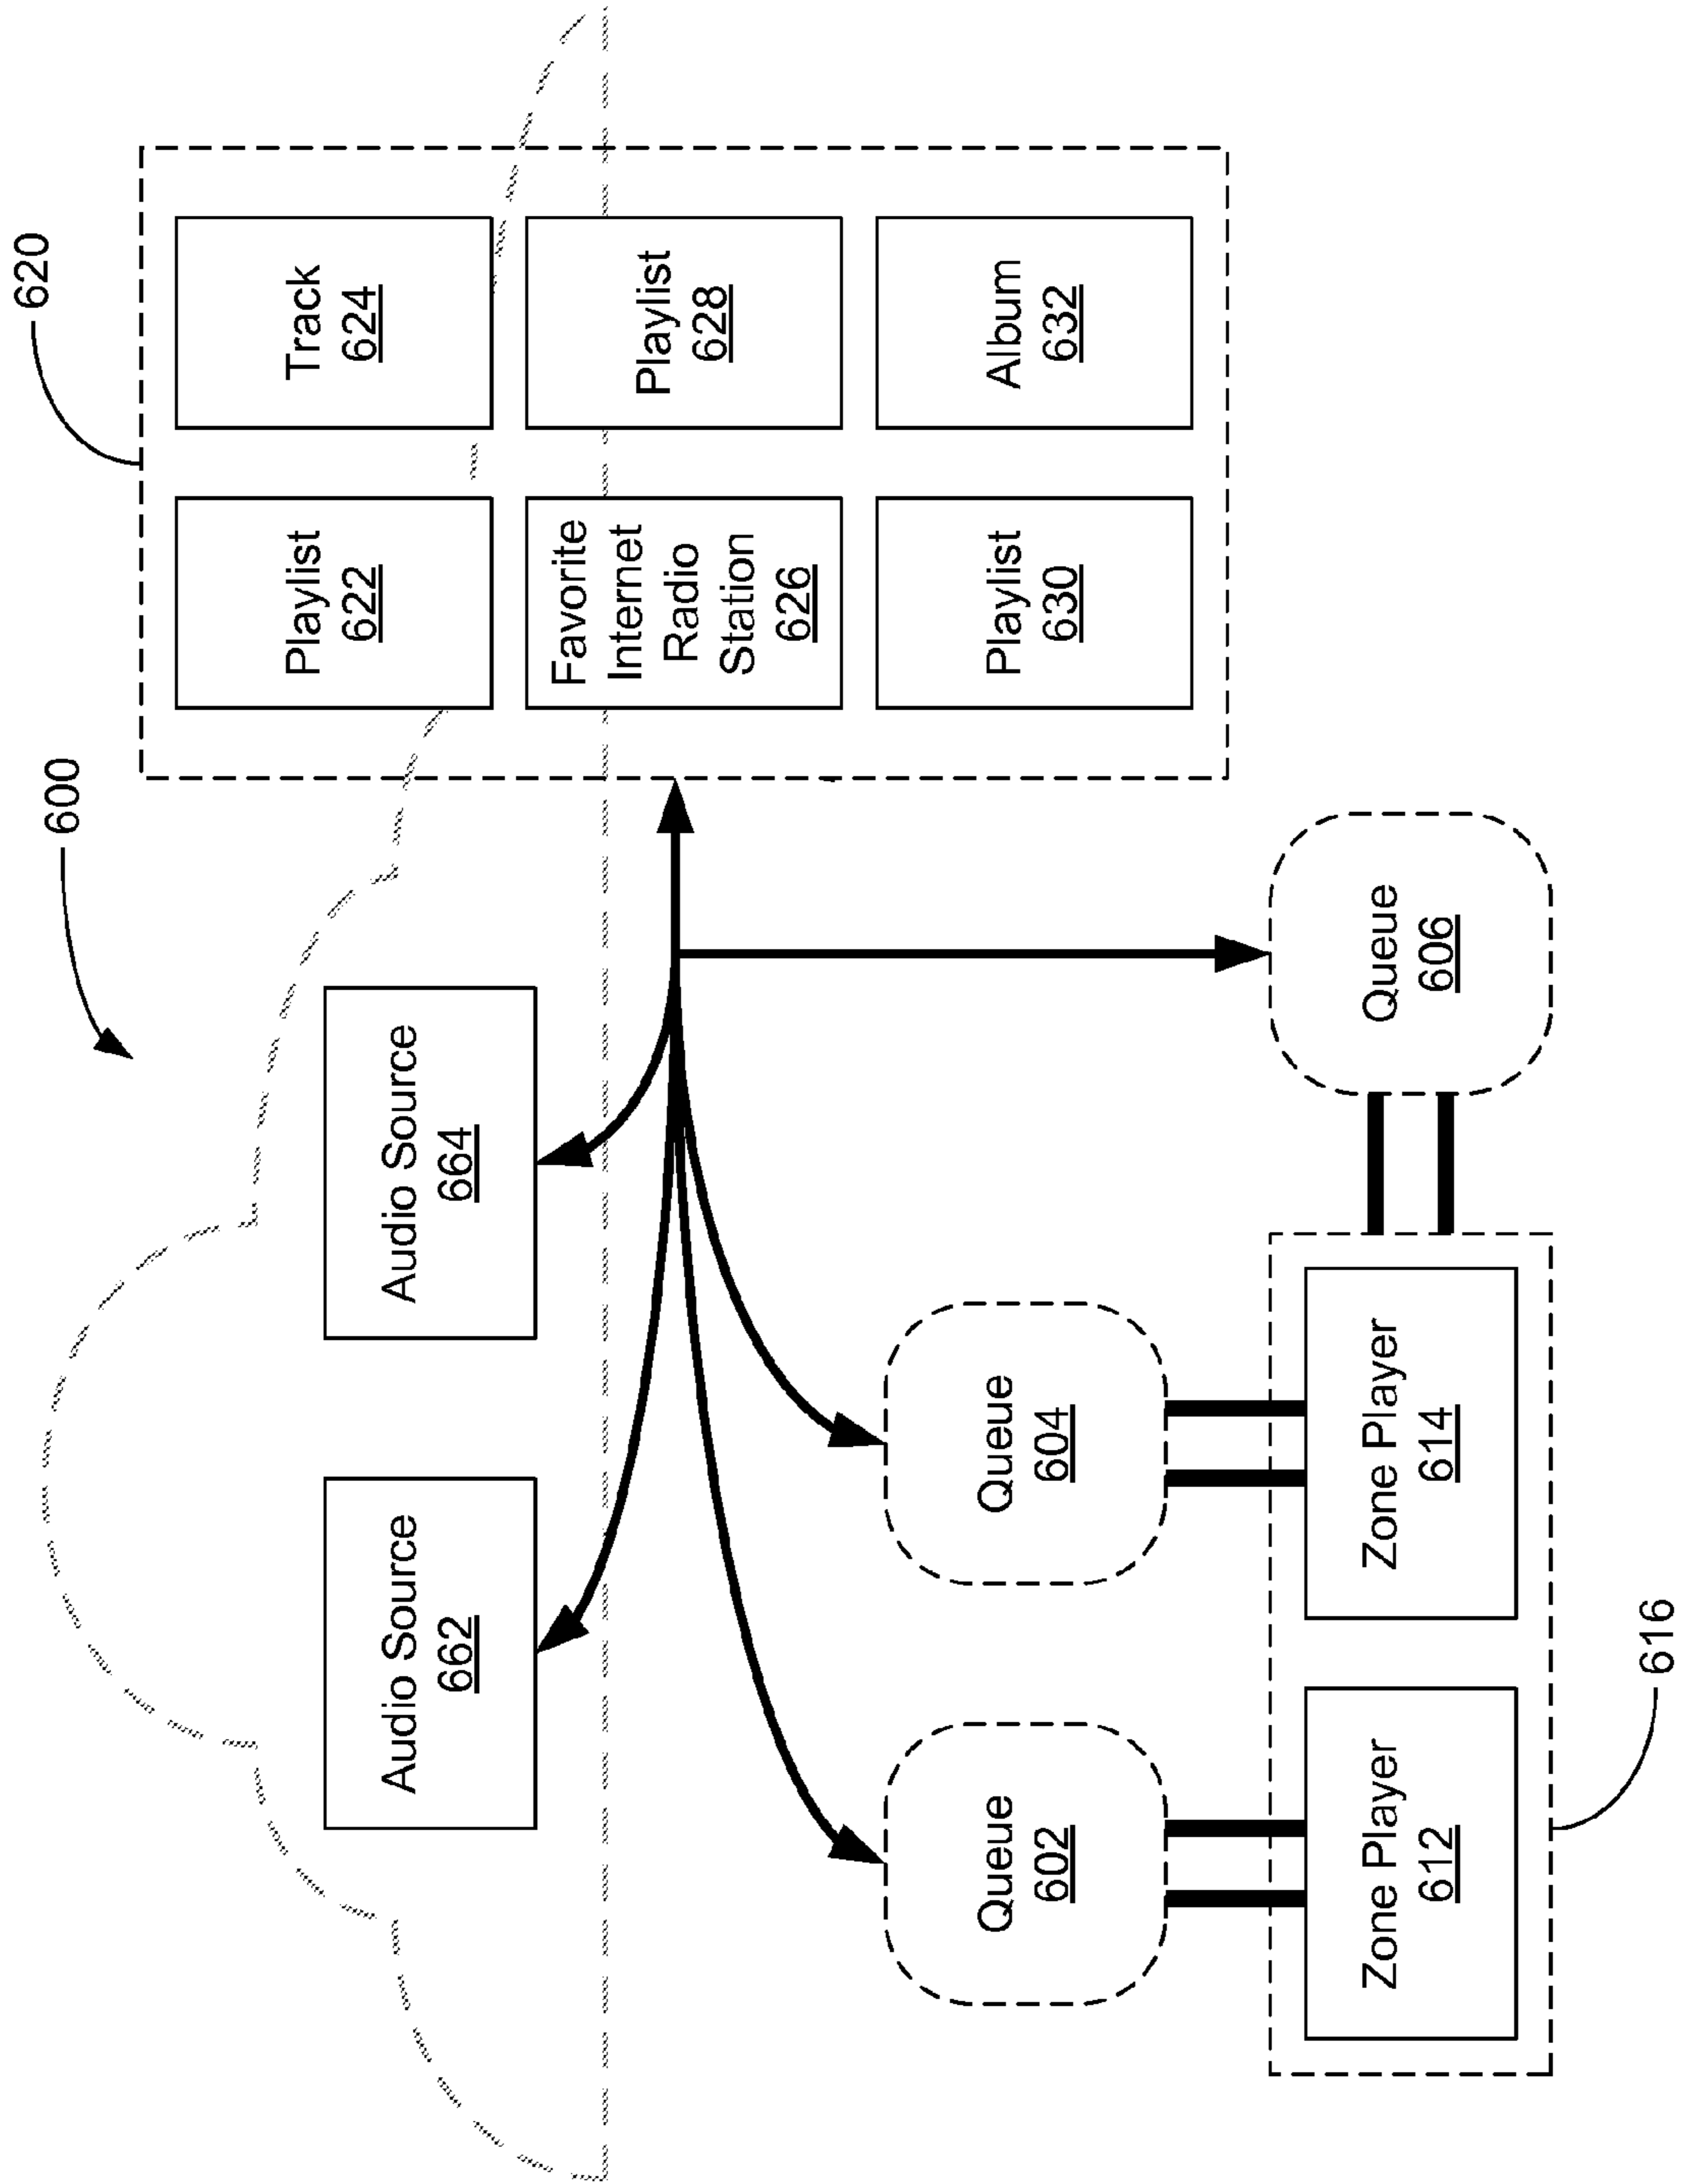 600
620
Audio Source
662
Audio Source
664
Playlist
622
Track
624
Favorite
Internet
Radio
Station
626
Playlist
628
Playlist
630
Album
632
Queue
602
Queue
604
Queue
606
Zone Player
612
Zone Player
614
616